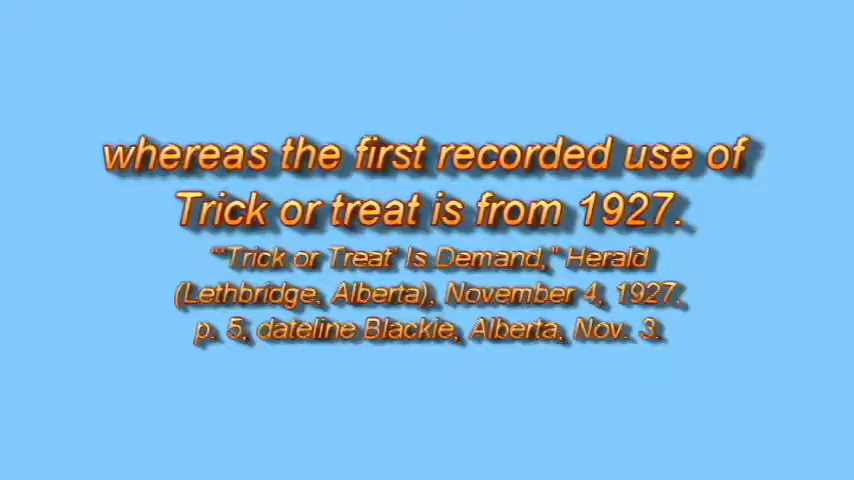 whereas the first recorded use of
Trick or treat is from 1927.
"'Trick or Treat' Is Demand," Herald
(Lethbridge, Alberta), November 4, 1927,
p. 5, dateline Blackie, Alberta, Nov. 3.